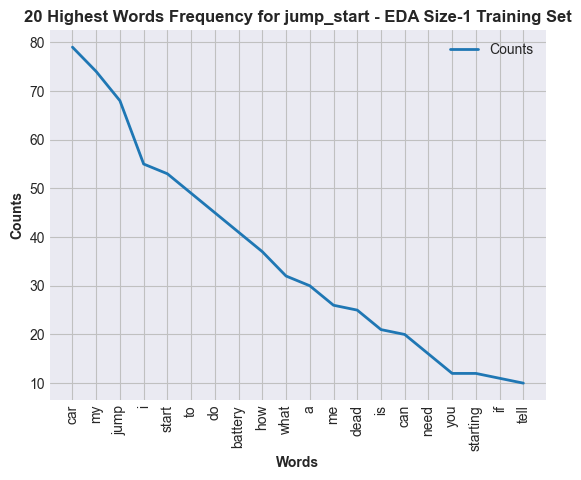 20 Highest Words Frequency for jump_start - EDA Size-1 Training Set
Counts
80
70
60
50
40
30
20
10
Counts
car
my
jump
i
start
to
do
battery
how
what
a
me
dead
is
can
need
you
starting
if
tell
Words